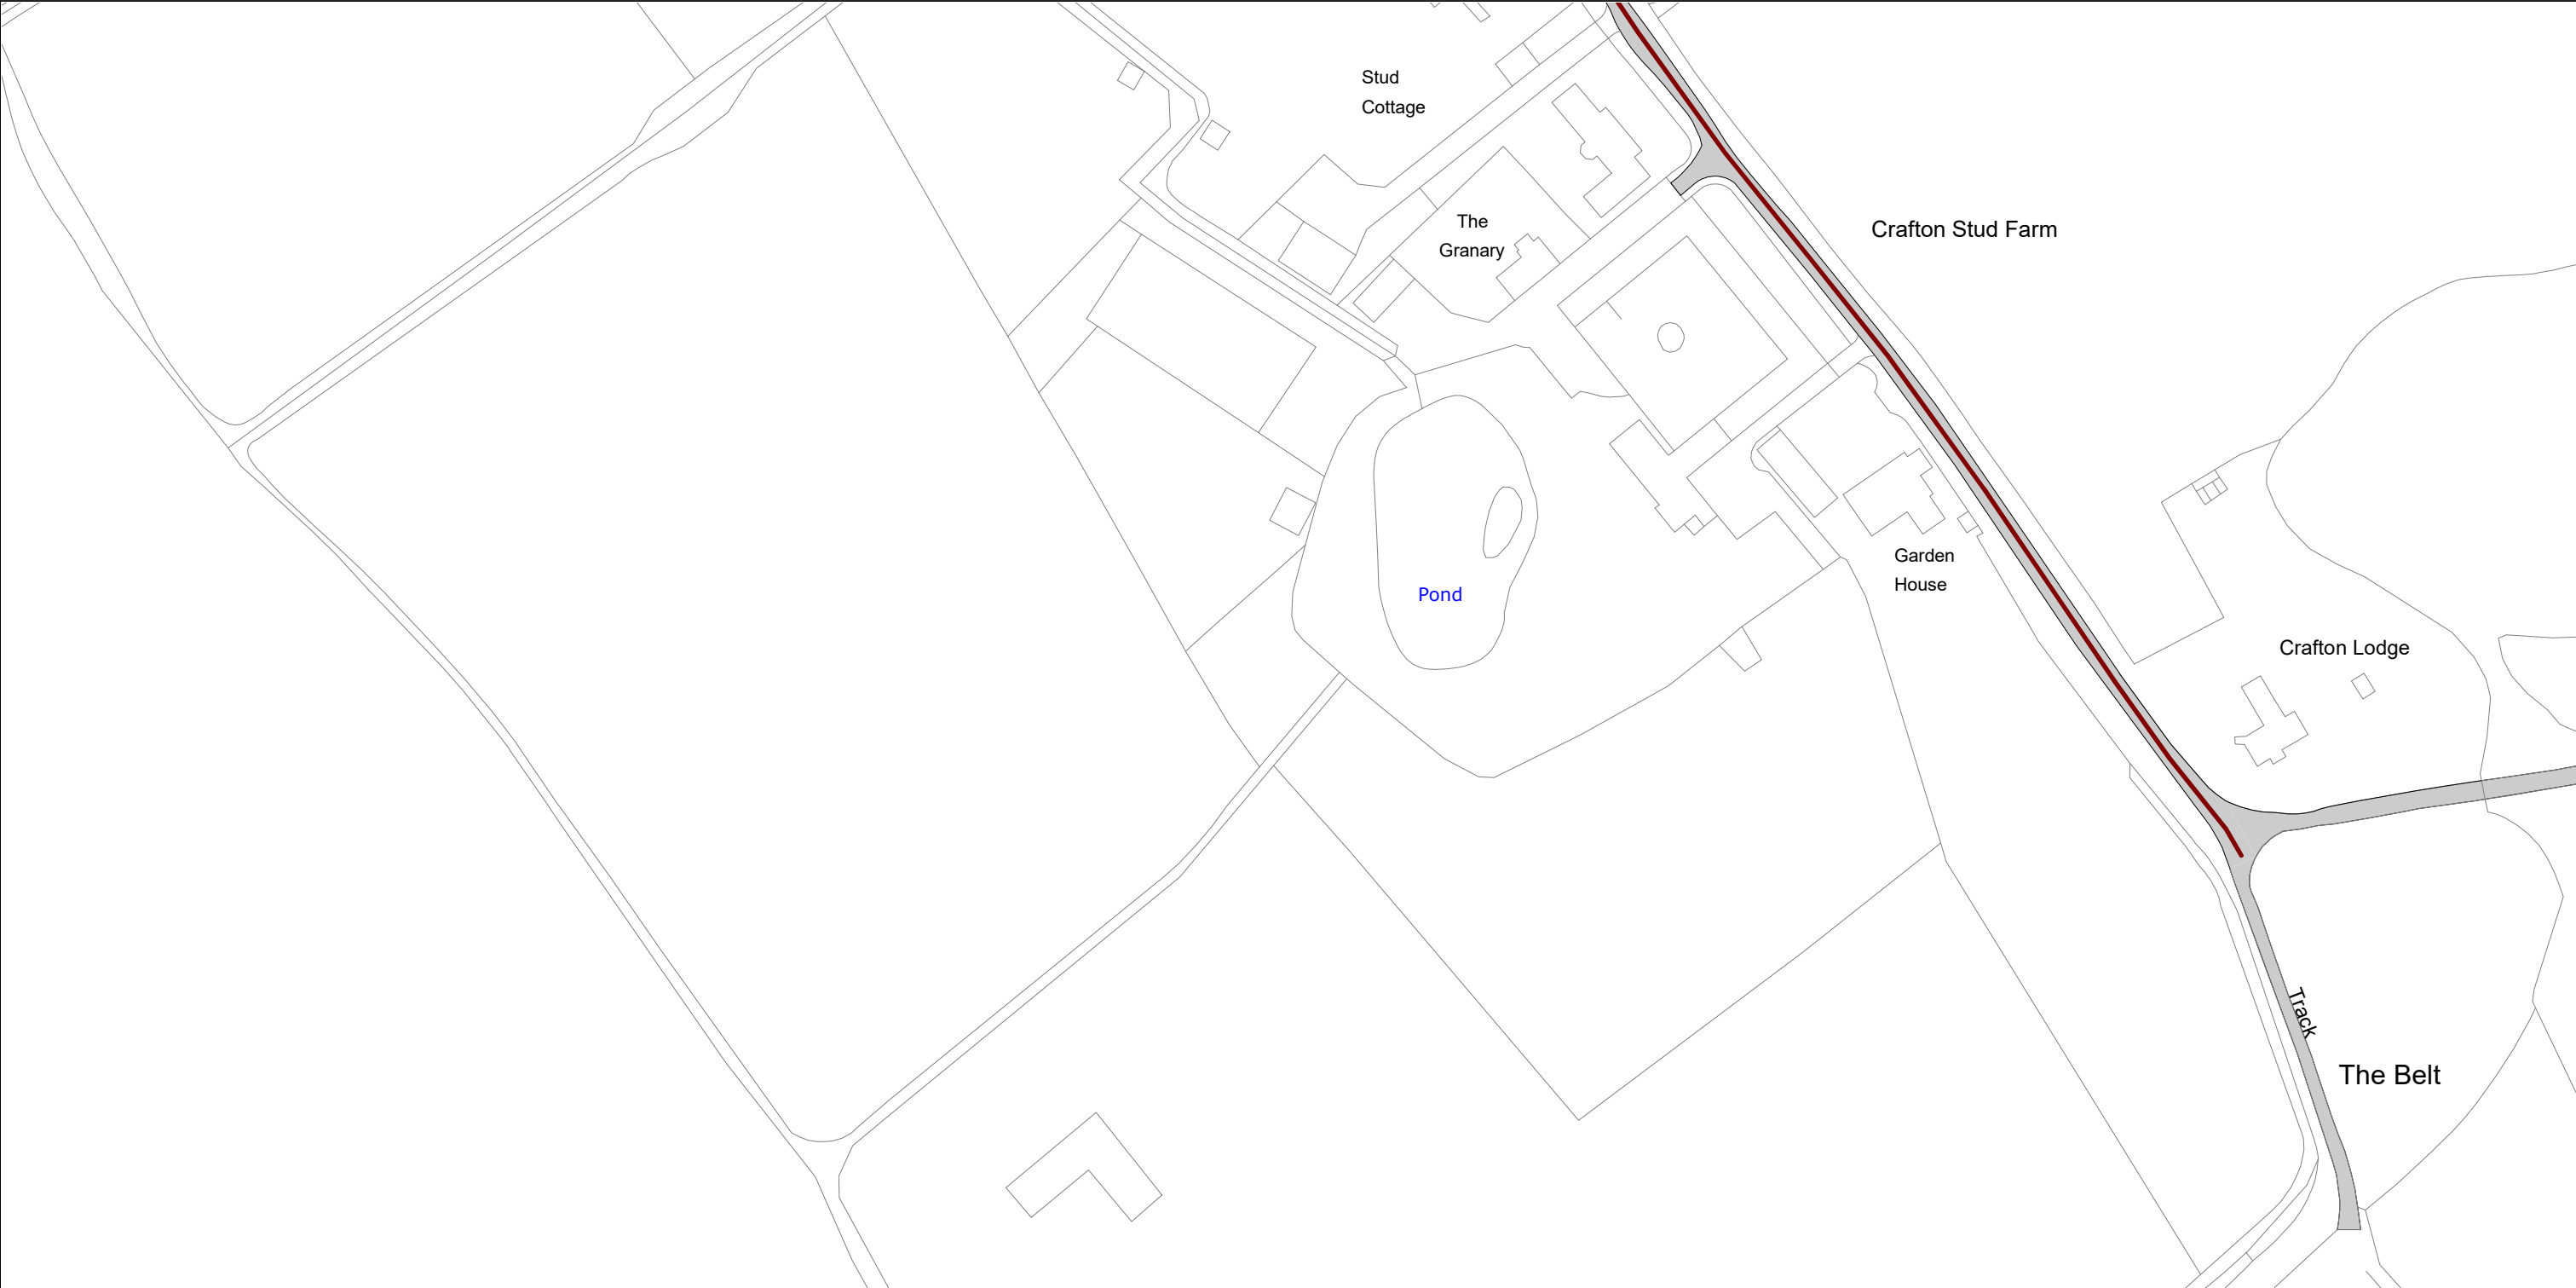 Stud
Cottage
The
Granary
Crafton Stud Farm
Garden
House
Pond
Crafton Lodge
Track
The Belt